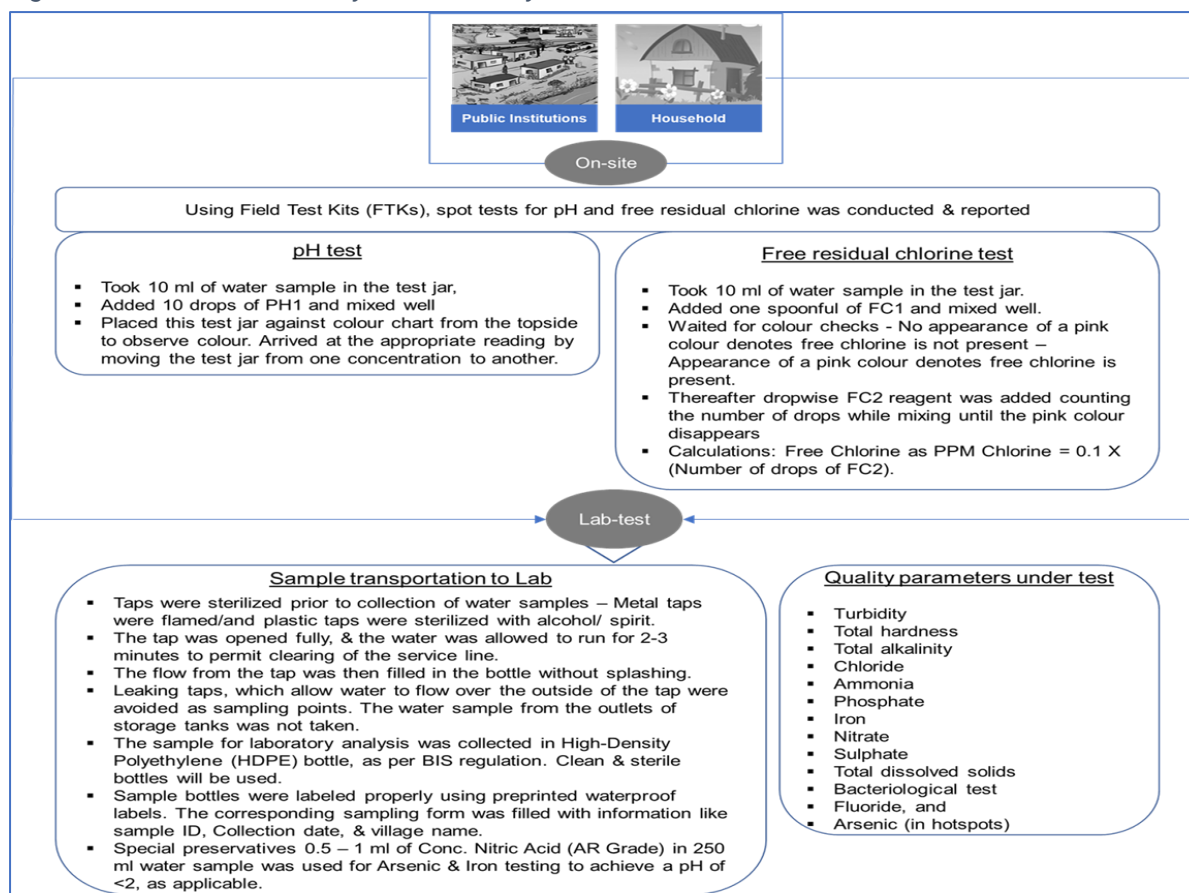 Public Institutions
Household
On-site
Using Field Test Kits (FTKs), spot tests for pH and free residual chlorine was conducted & reported
pH test
▪ Took 10 ml of water sample in the test jar,
▪ Added 10 drops of PH1 and mixed well
▪ Placed this test jar against colour chart from the topside
to observe colour. Arrived at the appropriate reading by
moving the test jar from one concentration to another.
Free residual chlorine test
▪ Took 10 ml of water sample in the test jar.
▪ Added one spoonful of FC1 and mixed well.
▪ Waited for colour checks - No appearance of a pink
colour denotes free chlorine is not present –
Appearance of a pink colour denotes free chlorine is
present.
▪ Thereafter dropwise FC2 reagent was added counting
the number of drops while mixing until the pink colour
disappears
▪ Calculations: Free Chlorine as PPM Chlorine = 0.1 X
(Number of drops of FC2).
Lab-test
Sample transportation to Lab
▪ Taps were sterilized prior to collection of water samples – Metal taps
were flamed/and plastic taps were sterilized with alcohol/ spirit.
▪ The tap was opened fully, & the water was allowed to run for 2-3
minutes to permit clearing of the service line.
▪ The flow from the tap was then filled in the bottle without splashing.
▪ Leaking taps, which allow water to flow over the outside of the tap were
avoided as sampling points. The water sample from the outlets of
storage tanks was not taken.
▪ The sample for laboratory analysis was collected in High-Density
Polyethylene (HDPE) bottle, as per BIS regulation. Clean & sterile
bottles will be used.
▪ Sample bottles were labeled properly using preprinted waterproof
labels. The corresponding sampling form was filled with information like
sample ID, Collection date, & village name.
▪ Special preservatives 0.5 – 1 ml of Conc. Nitric Acid (AR Grade) in 250
ml water sample was used for Arsenic & Iron testing to achieve a pH of
<2, as applicable.
Quality parameters under test
▪ Turbidity
▪ Total hardness
▪ Total alkalinity
▪ Chloride
▪ Ammonia
▪ Phosphate
▪ Iron
▪ Nitrate
▪ Sulphate
▪ Total dissolved solids
▪ Bacteriological test
▪ Fluoride, and
▪ Arsenic (in hotspots)